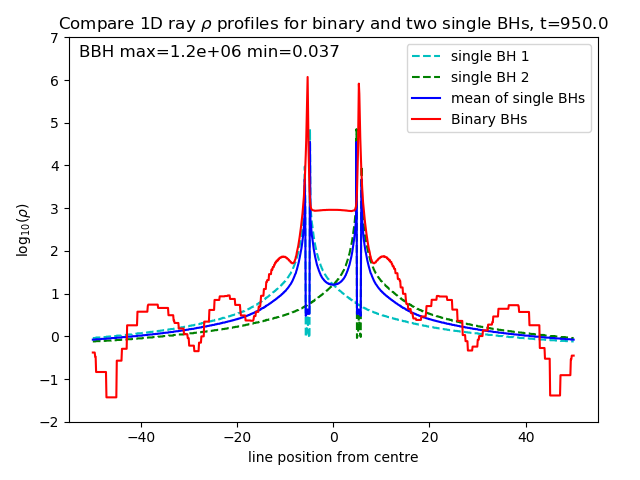 Compare 1D ray ρ profiles for binary and two single BHs, t=950.0
BBH max=1.2e+06 min=0.037
single BH 1
single BH 2
mean of single BHs
Binary BHs
7
6
5
4
3
2
1
0
−1
−2
log₁₀(ρ)
−40
−20
0
20
40
line position from centre